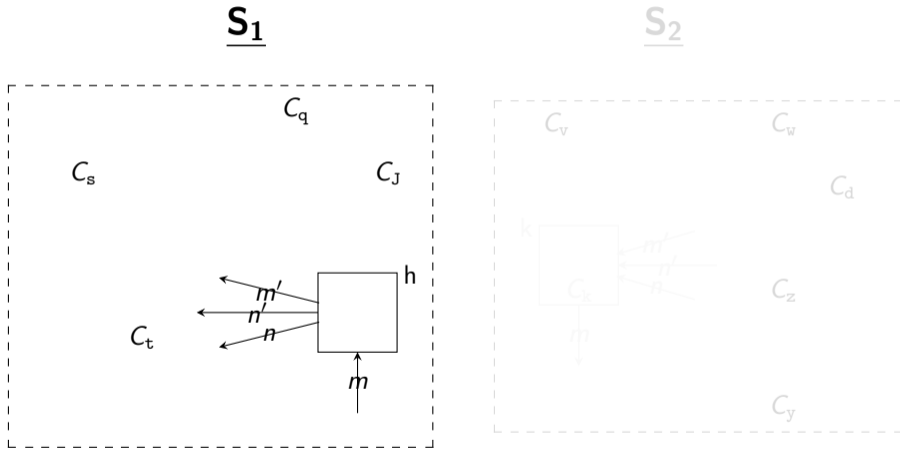 S₁ S₂
C_q C_v C_w
C_s C_J C_d
k m′
h n′
m′ n C_z
n′
n C_t m
m C_y